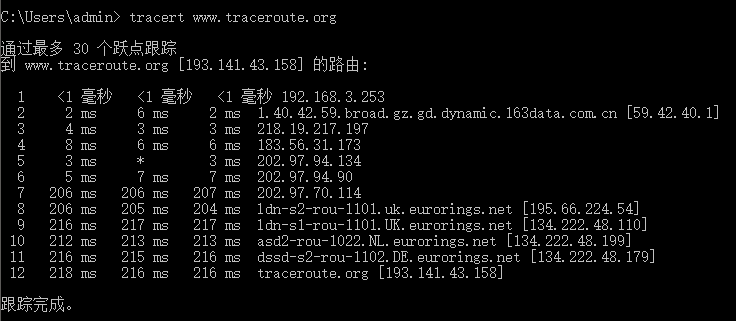 C:\Users\admin> tracert www.traceroute.org
通过最多 30 个跃点跟踪
到 www.traceroute.org [193.141.43.158] 的路由:
1 <1 毫秒 <1 毫秒 <1 毫秒 192.168.3.253
2 2 ms 6 ms 2 ms 1.40.42.59.broad.gz.gd.dynamic.163data.com.cn [59.42.40.1]
3 4 ms 3 ms 3 ms 218.19.217.197
4 8 ms 6 ms 6 ms 183.56.31.173
5 3 ms * 3 ms 202.97.94.134
6 5 ms 7 ms 7 ms 202.97.94.90
7 206 ms 206 ms 207 ms 202.97.70.114
8 206 ms 205 ms 204 ms ldn-s2-rou-1101.uk.eurorings.net [195.66.224.54]
9 216 ms 217 ms 217 ms ldn-s1-rou-1101.UK.eurorings.net [134.222.48.110]
10 212 ms 213 ms 213 ms asd2-rou-1022.NL.eurorings.net [134.222.48.199]
11 216 ms 215 ms 216 ms dssd-s2-rou-1102.DE.eurorings.net [134.222.48.179]
12 218 ms 216 ms 216 ms traceroute.org [193.141.43.158]
跟踪完成。